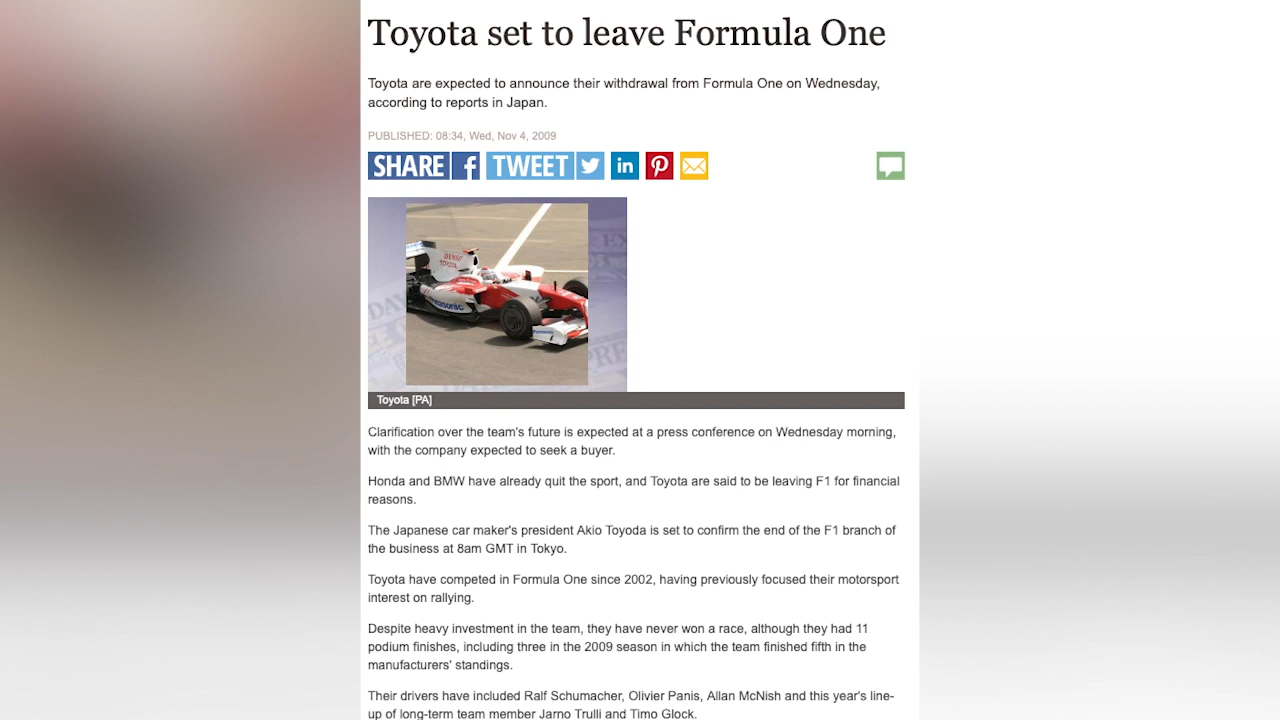 Toyota set to leave Formula One
Toyota are expected to announce their withdrawal from Formula One on Wednesday,
according to reports in Japan.
PUBLISHED: 08:34, Wed, Nov 4, 2009
SHARE f TWEET in
DENSO
TOYOTA
Panasonic
Toyota [PA]
Clarification over the team's future is expected at a press conference on Wednesday morning,
with the company expected to seek a buyer.
Honda and BMW have already quit the sport, and Toyota are said to be leaving F1 for financial
reasons.
The Japanese car maker's president Akio Toyoda is set to confirm the end of the F1 branch of
the business at 8am GMT in Tokyo.
Toyota have competed in Formula One since 2002, having previously focused their motorsport
interest on rallying.
Despite heavy investment in the team, they have never won a race, although they had 11
podium finishes, including three in the 2009 season in which the team finished fifth in the
manufacturers' standings.
Their drivers have included Ralf Schumacher, Olivier Panis, Allan McNish and this year's line-
up of long-term team member Jarno Trulli and Timo Glock.